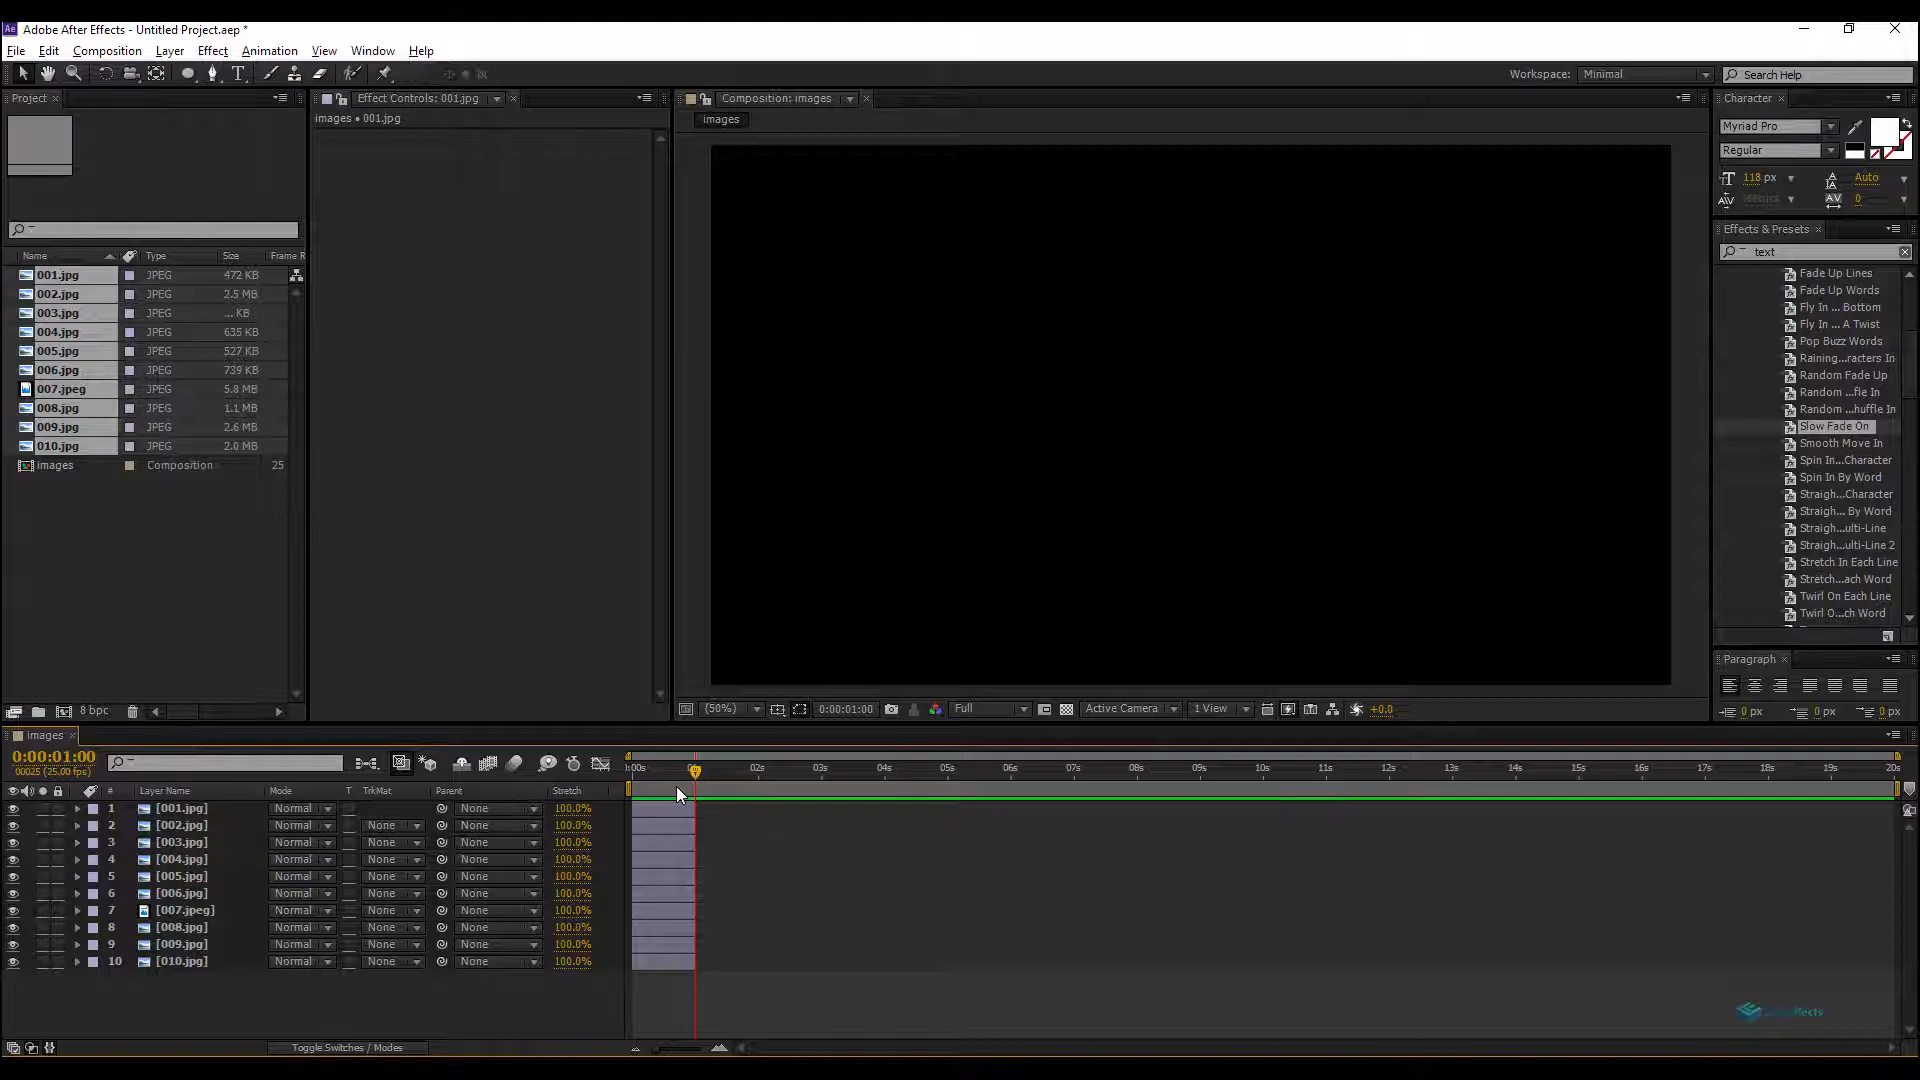 Ae Adobe After Effects - Untitled Project.aep *
File Edit Composition Layer Effect Animation View Window Help
Workspace: Minimal Search Help
Project
Effect Controls: 001.jpg
images • 001.jpg
Name Type Size Frame R
001.jpg JPEG 472 KB
002.jpg JPEG 2.5 MB
003.jpg JPEG ... KB
004.jpg JPEG 635 KB
005.jpg JPEG 527 KB
006.jpg JPEG 739 KB
007.jpeg JPEG 5.8 MB
008.jpg JPEG 1.1 MB
009.jpg JPEG 2.6 MB
010.jpg JPEG 2.0 MB
images Composition 25
8 bpc
Composition: images
images
(50%) 0:00:01:00 Full Active Camera 1 View +0.0
Character
Myriad Pro
Regular
118 px Auto
Metrics 0
Effects & Presets
text
Fade Up Lines
Fade Up Words
Fly In ... Bottom
Fly In ... A Twist
Pop Buzz Words
Raining...racters In
Random Fade Up
Random ...fle In
Random ...huffle In
Slow Fade On
Smooth Move In
Spin In...Character
Spin In By Word
Straigh...Character
Straigh... By Word
Straigh...ulti-Line
Straigh...ulti-Line 2
Stretch In Each Line
Stretch...ach Word
Twirl On Each Line
Twirl O...ch Word
Paragraph
0 px 0 px 0 px
images
0:00:01:00
00025 (25.00 fps)
:00s 02s 03s 04s 05s 06s 07s 08s 09s 10s 11s 12s 13s 14s 15s 16s 17s 18s 19s 20s
# Layer Name Mode T TrkMat Parent Stretch
1 [001.jpg] Normal None 100.0%
2 [002.jpg] Normal None None 100.0%
3 [003.jpg] Normal None None 100.0%
4 [004.jpg] Normal None None 100.0%
5 [005.jpg] Normal None None 100.0%
6 [006.jpg] Normal None None 100.0%
7 [007.jpeg] Normal None None 100.0%
8 [008.jpg] Normal None None 100.0%
9 [009.jpg] Normal None None 100.0%
10 [010.jpg] Normal None None 100.0%
Toggle Switches / Modes